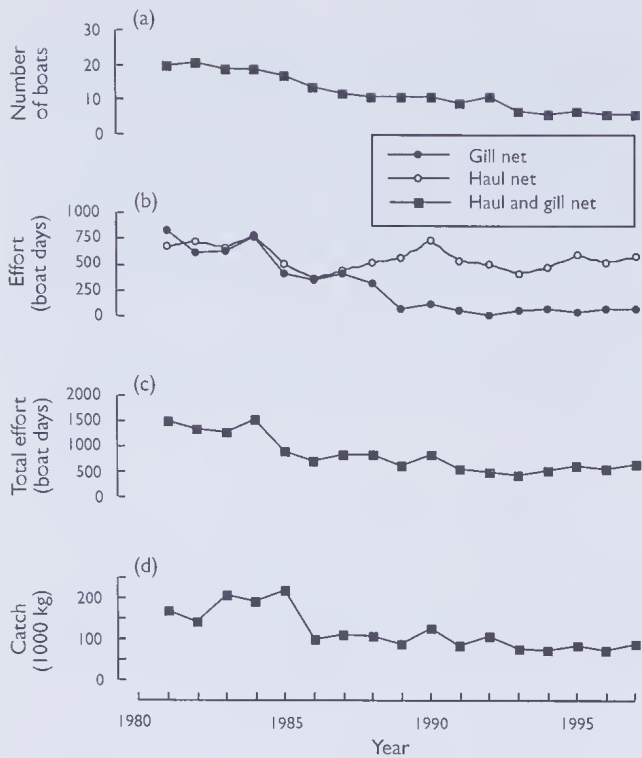 (a)
30
20
10
0
Number
of boats
Gill net
Haul net
Haul and gill net
(b)
1000
750
500
250
0
Effort
(boat days)
(c)
2000
1500
1000
500
0
Total effort
(boat days)
(d)
200
100
0
Catch
(1000 kg)
1980 1985 1990 1995
Year